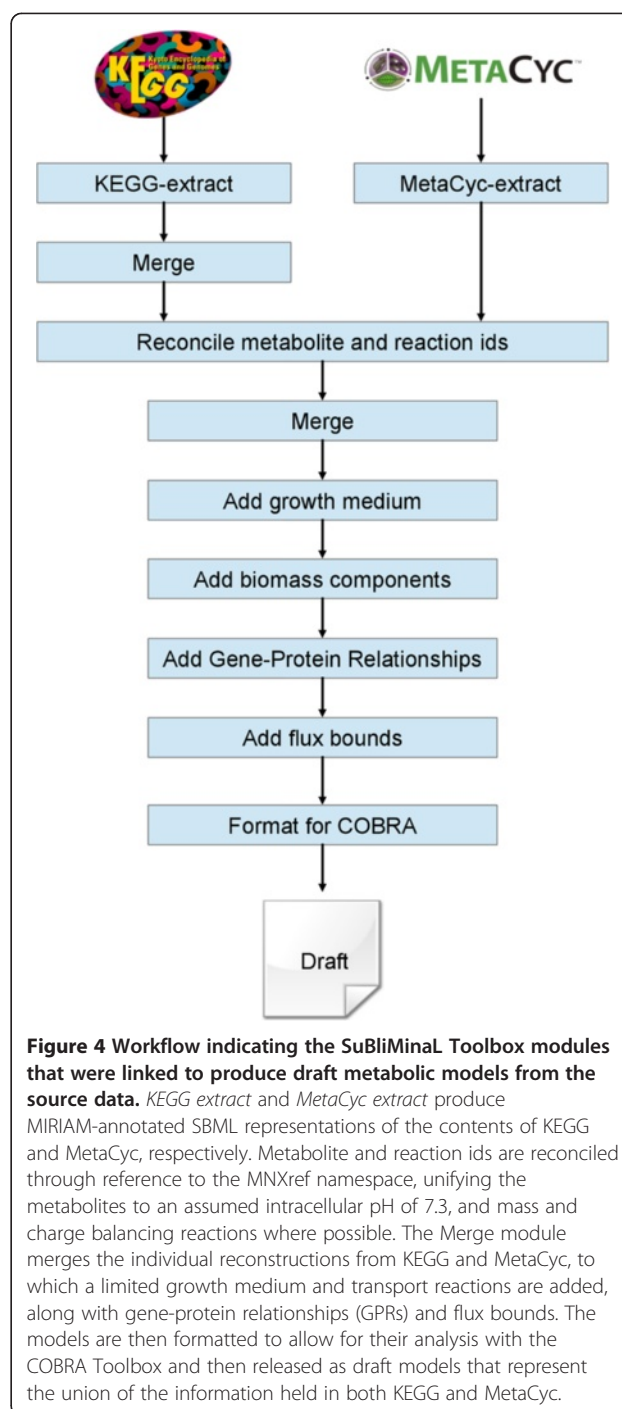 Kyoto Encyclopedia of
Genes and Genomes
KEGG
METACYC™
KEGG-extract
MetaCyc-extract
Merge
Reconcile metabolite and reaction ids
Merge
Add growth medium
Add biomass components
Add Gene-Protein Relationships
Add flux bounds
Format for COBRA
Draft
Figure 4 Workflow indicating the SuBliMinaL Toolbox modules
that were linked to produce draft metabolic models from the
source data. KEGG extract and MetaCyc extract produce
MIRIAM-annotated SBML representations of the contents of KEGG
and MetaCyc, respectively. Metabolite and reaction ids are reconciled
through reference to the MNXref namespace, unifying the
metabolites to an assumed intracellular pH of 7.3, and mass and
charge balancing reactions where possible. The Merge module
merges the individual reconstructions from KEGG and MetaCyc, to
which a limited growth medium and transport reactions are added,
along with gene-protein relationships (GPRs) and flux bounds. The
models are then formatted to allow for their analysis with the
COBRA Toolbox and then released as draft models that represent
the union of the information held in both KEGG and MetaCyc.